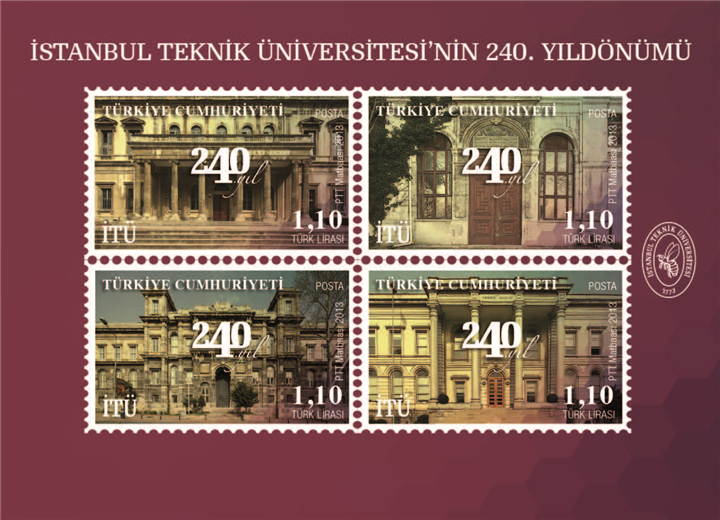 İSTANBUL TEKNİK ÜNİVERSİTESİ'NİN 240. YILDÖNÜMÜ
TÜRKİYE CUMHURİYETİ
POSTA
240.yıl
PTT Matbaası 2013
İTÜ
1,10
TÜRK LİRASI
TÜRKİYE CUMHURİYETİ
POSTA
240.yıl
PTT Matbaası 2013
İTÜ
1,10
TÜRK LİRASI
İSTANBUL TEKNİK ÜNİVERSİTESİ
1773
TÜRKİYE CUMHURİYETİ
POSTA
240.yıl
PTT Matbaası 2013
İTÜ
1,10
TÜRK LİRASI
TÜRKİYE CUMHURİYETİ
POSTA
240.yıl
PTT Matbaası 2013
İTÜ
1,10
TÜRK LİRASI